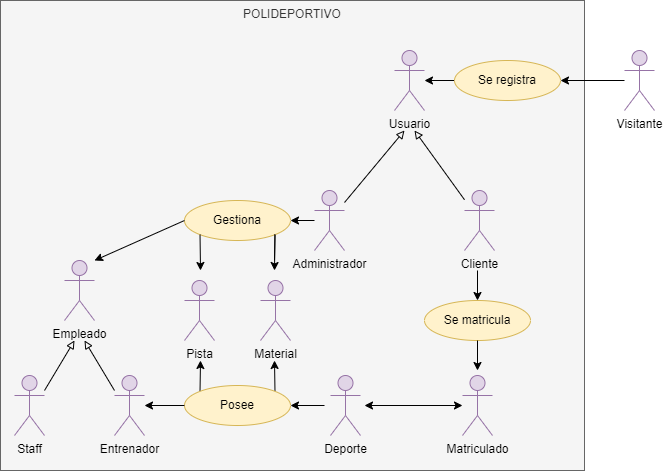 POLIDEPORTIVO
Se registra
Usuario
Visitante
Gestiona
Administrador
Cliente
Empleado
Pista
Material
Se matricula
Posee
Staff
Entrenador
Deporte
Matriculado